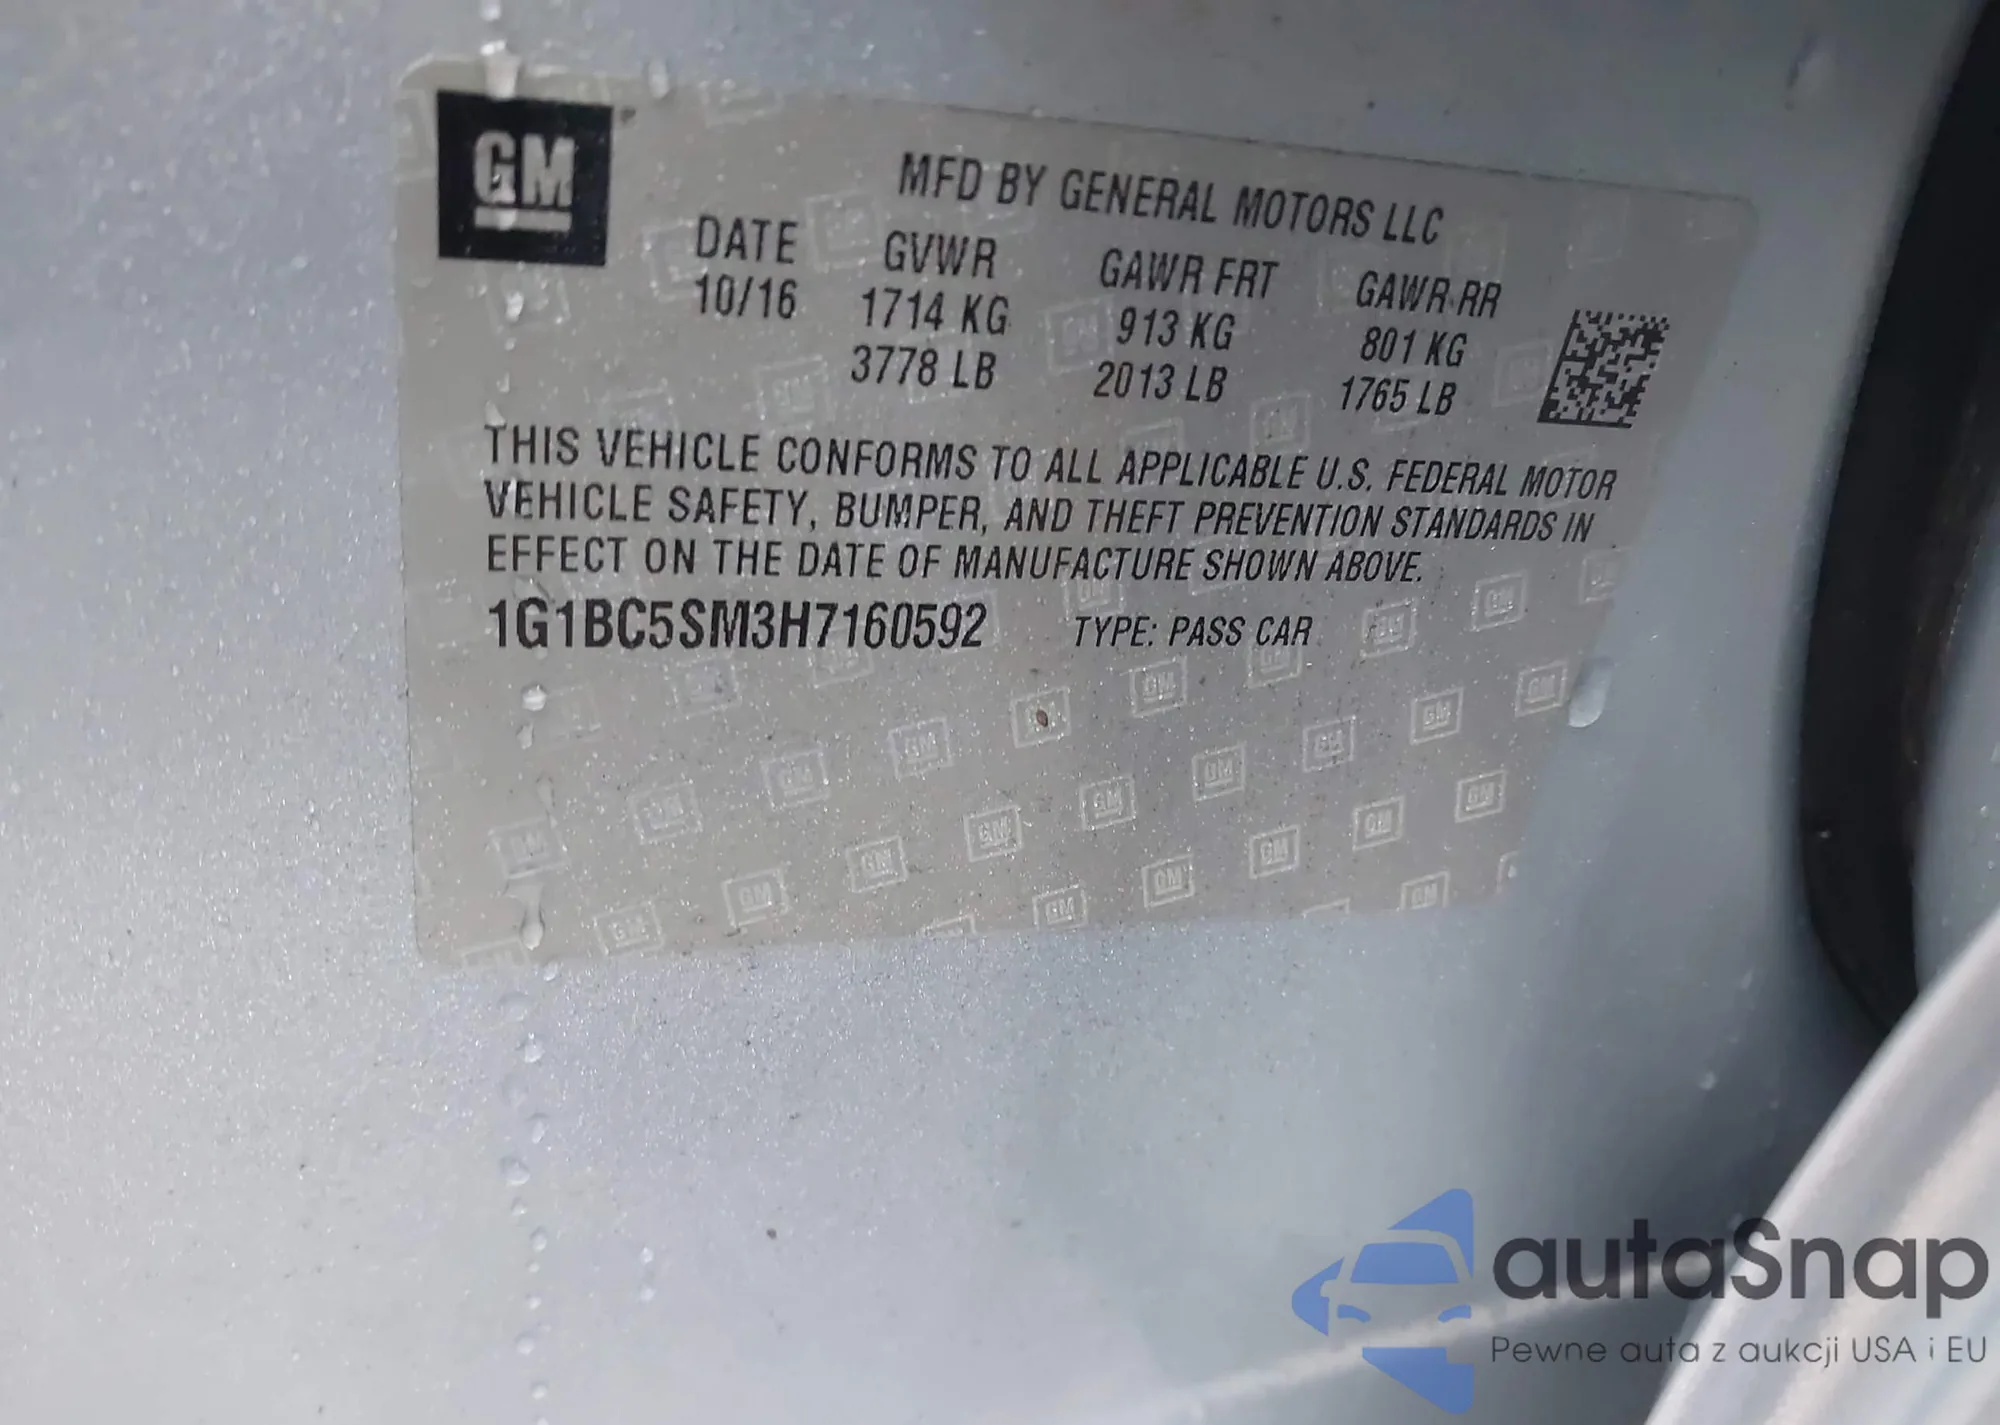 GM
MFD BY GENERAL MOTORS LLC
DATE GVWR GAWR FRT GAWR RR
10/16 1714 KG 913 KG 801 KG
3778 LB 2013 LB 1765 LB
THIS VEHICLE CONFORMS TO ALL APPLICABLE U.S. FEDERAL MOTOR
VEHICLE SAFETY, BUMPER, AND THEFT PREVENTION STANDARDS IN
EFFECT ON THE DATE OF MANUFACTURE SHOWN ABOVE.
1G1BC5SM3H7160592 TYPE: PASS CAR
autaSnap
Pewne auta z aukcji USA i EU